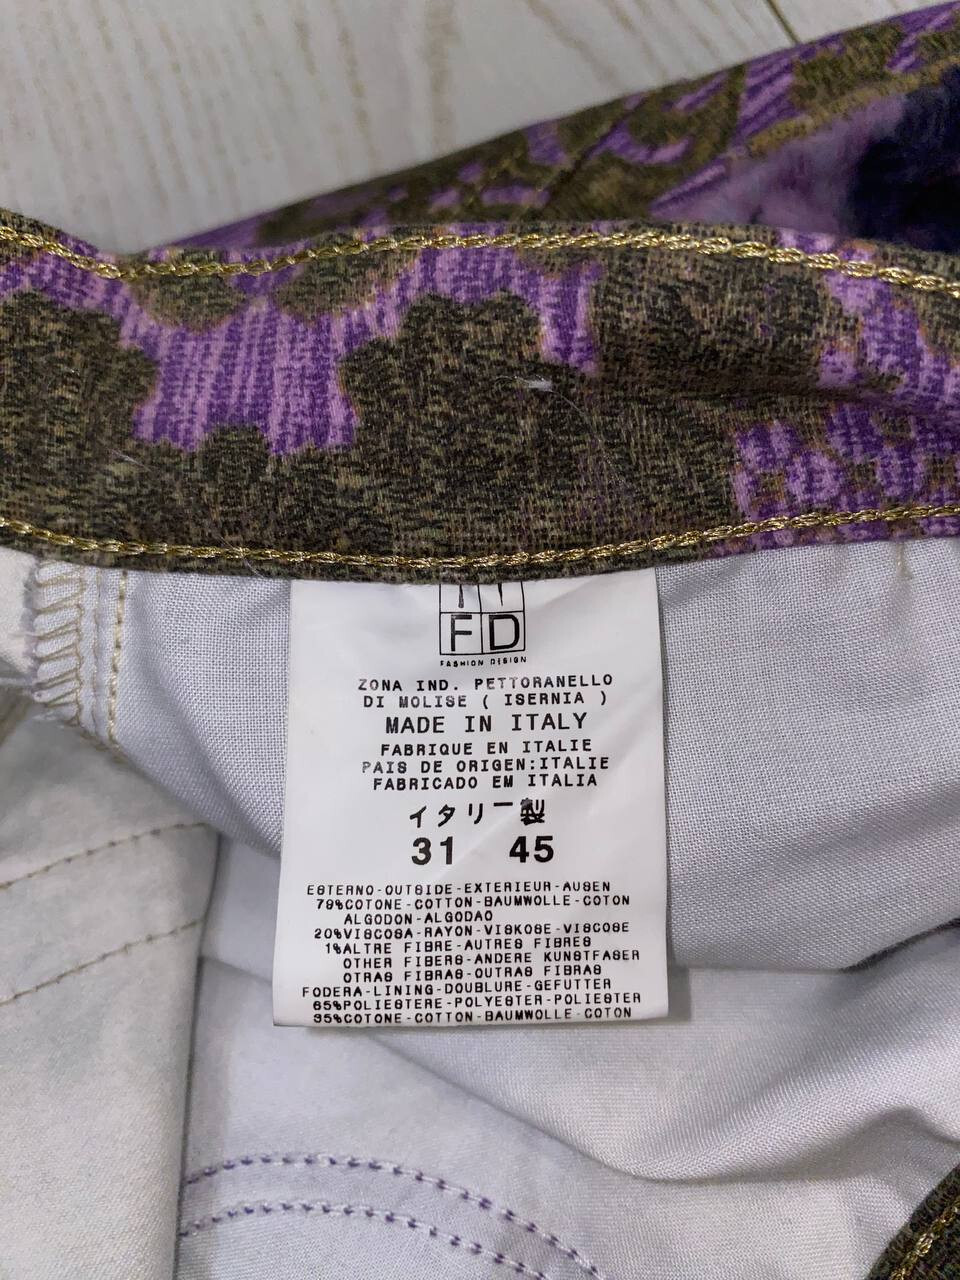 FD
FASHION DESIGN
ZONA IND. PETTORANELLO
DI MOLISE ( ISERNIA )
MADE IN ITALY
FABRIQUE EN ITALIE
PAIS DE ORIGEN:ITALIE
FABRICADO EM ITALIA
イタリー製
31 45
ESTERNO-OUTSIDE-EXTERIEUR-AUSEN
79%COTONE-COTTON-BAUMWOLLE-COTON
ALGODON-ALGODAO
20%VISCOSA-RAYON-VISKOSE-VISCOSE
1%ALTRE FIBRE-AUTRES FIBRES
OTHER FIBERS-ANDERE KUNSTFASER
OTRAS FIBRAS-OUTRAS FIBRAS
FODERA-LINING-DOUBLURE-GEFUTTER
65%POLIESTERE-POLYESTER-POLIESTER
35%COTONE-COTTON-BAUMWOLLE-COTON